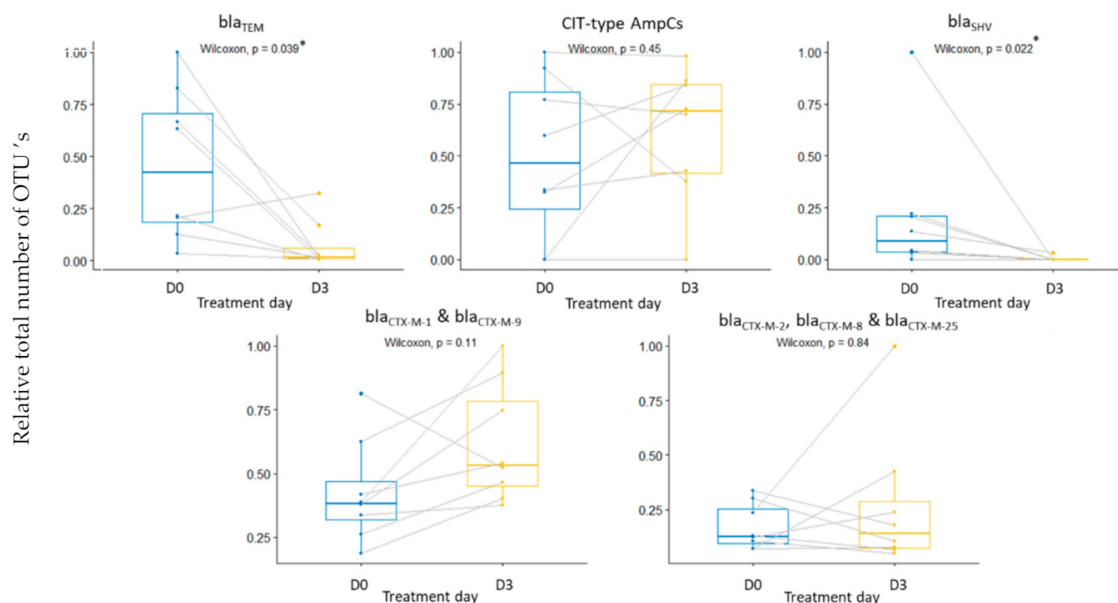 bla_TEM
Wilcoxon, p = 0.039*
1.00
0.75
0.50
0.25
0.00
D0 D3
Treatment day
CIT-type AmpCs
Wilcoxon, p = 0.45
1.00
0.75
0.50
0.25
0.00
D0 D3
Treatment day
bla_SHV
Wilcoxon, p = 0.022*
1.00
0.75
0.50
0.25
0.00
D0 D3
Treatment day
Relative total number of OTU 's
bla_CTX-M-1 & bla_CTX-M-9
Wilcoxon, p = 0.11
1.00
0.75
0.50
0.25
D0 D3
Treatment day
bla_CTX-M-2, bla_CTX-M-8 & bla_CTX-M-25
Wilcoxon, p = 0.84
1.00
0.75
0.50
0.25
D0 D3
Treatment day